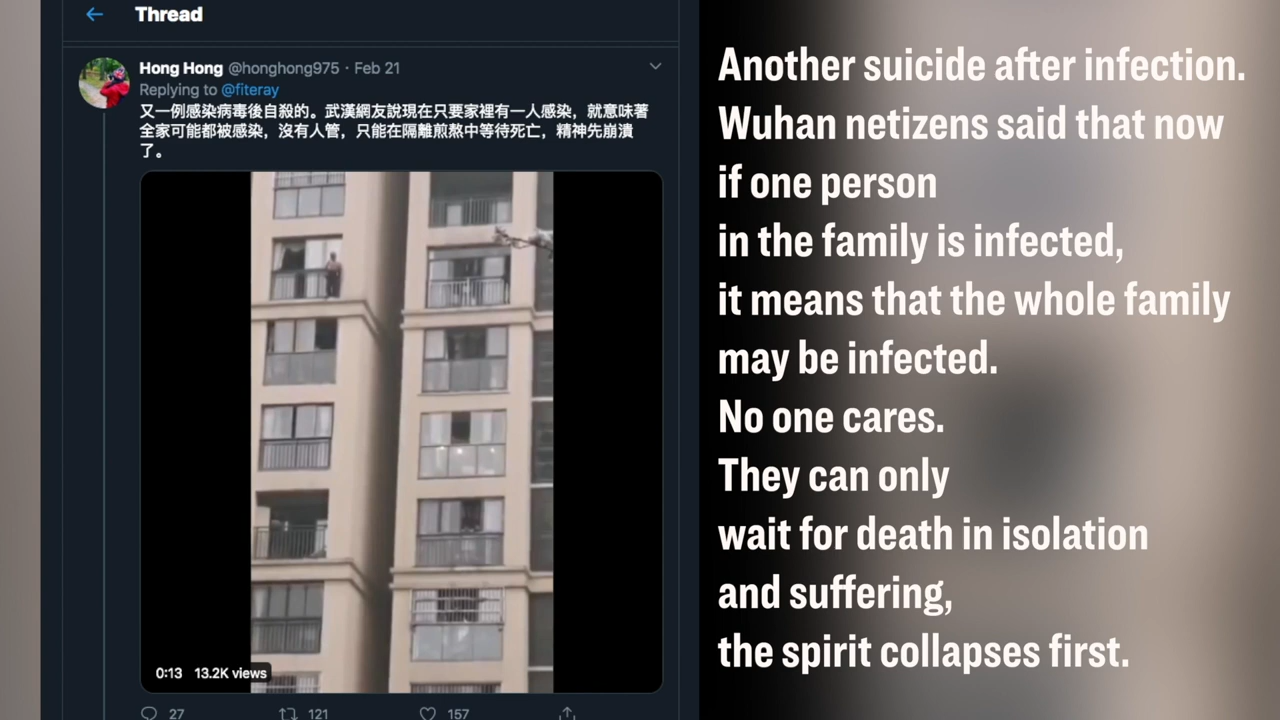 Thread
Hong Hong @honghong975 · Feb 21
Replying to @fiteray
又一例感染病毒後自殺的。武漢網友說現在只要家裡有一人感染，就意味著
全家可能都被感染，沒有人管，只能在隔離煎熬中等待死亡，精神先崩潰
了。
0:13 13.2K views
27 121 157
Another suicide after infection.
Wuhan netizens said that now
if one person
in the family is infected,
it means that the whole family
may be infected.
No one cares.
They can only
wait for death in isolation
and suffering,
the spirit collapses first.